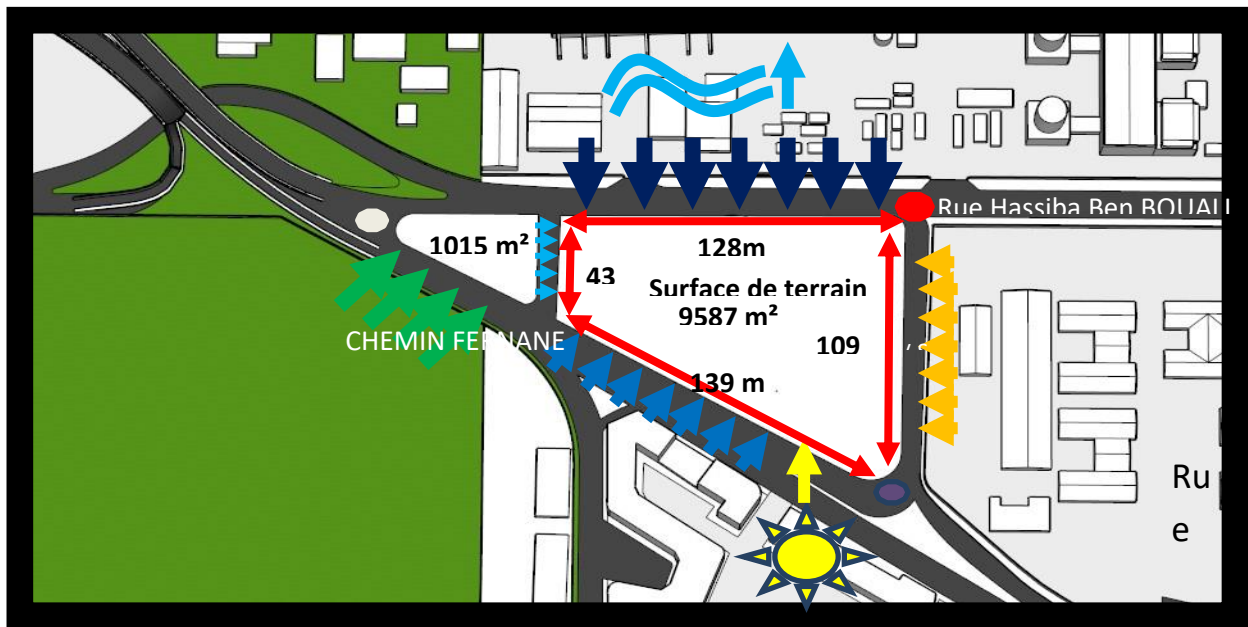 Rue Hassiba Ben BOUALI
1015 m²
128m
43
Surface de terrain
9587 m²
109
CHEMIN FERNANE
139 m
Ru
e